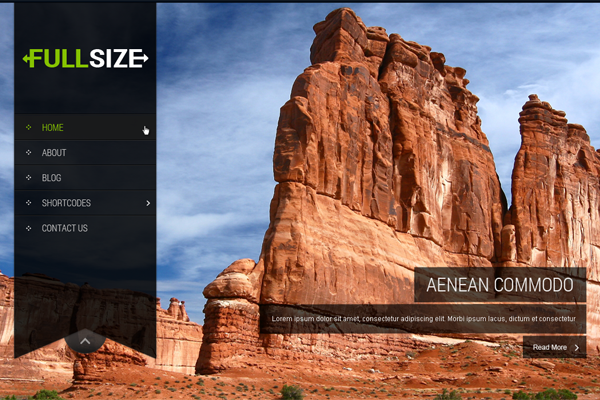 FULLSIZE
HOME
ABOUT
BLOG
SHORTCODES
CONTACT US
AENEAN COMMODO
Lorem ipsum dolor sit amet, consectetur adipiscing elit. Morbi ipsum lacus, dictum et consectetur
Read More